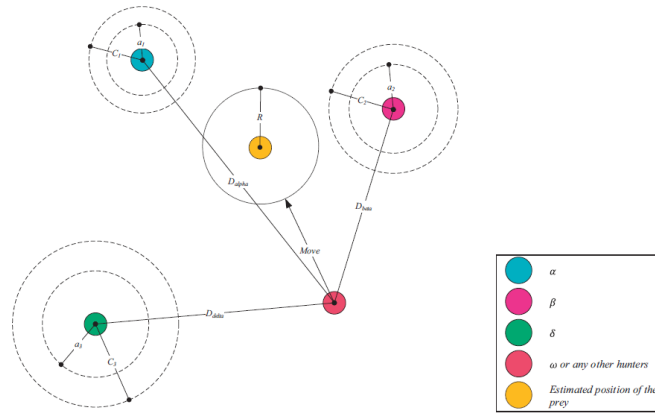 a1
C1
a2
C2
R
Dalpha
Dbeta
Move
Ddelta
a3
C3
α
β
δ
ω or any other hunters
Estimated position of the
prey